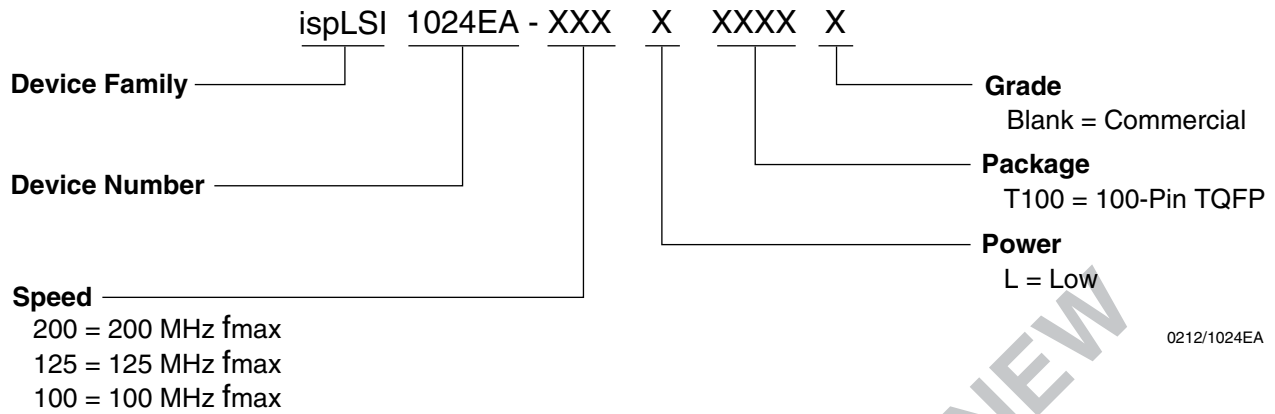 ispLSI 1024EA - XXX X XXXX X
Device Family
Device Number
Speed
200 = 200 MHz fmax
125 = 125 MHz fmax
100 = 100 MHz fmax
Grade
Blank = Commercial
Package
T100 = 100-Pin TQFP
Power
L = Low
0212/1024EA
NEW